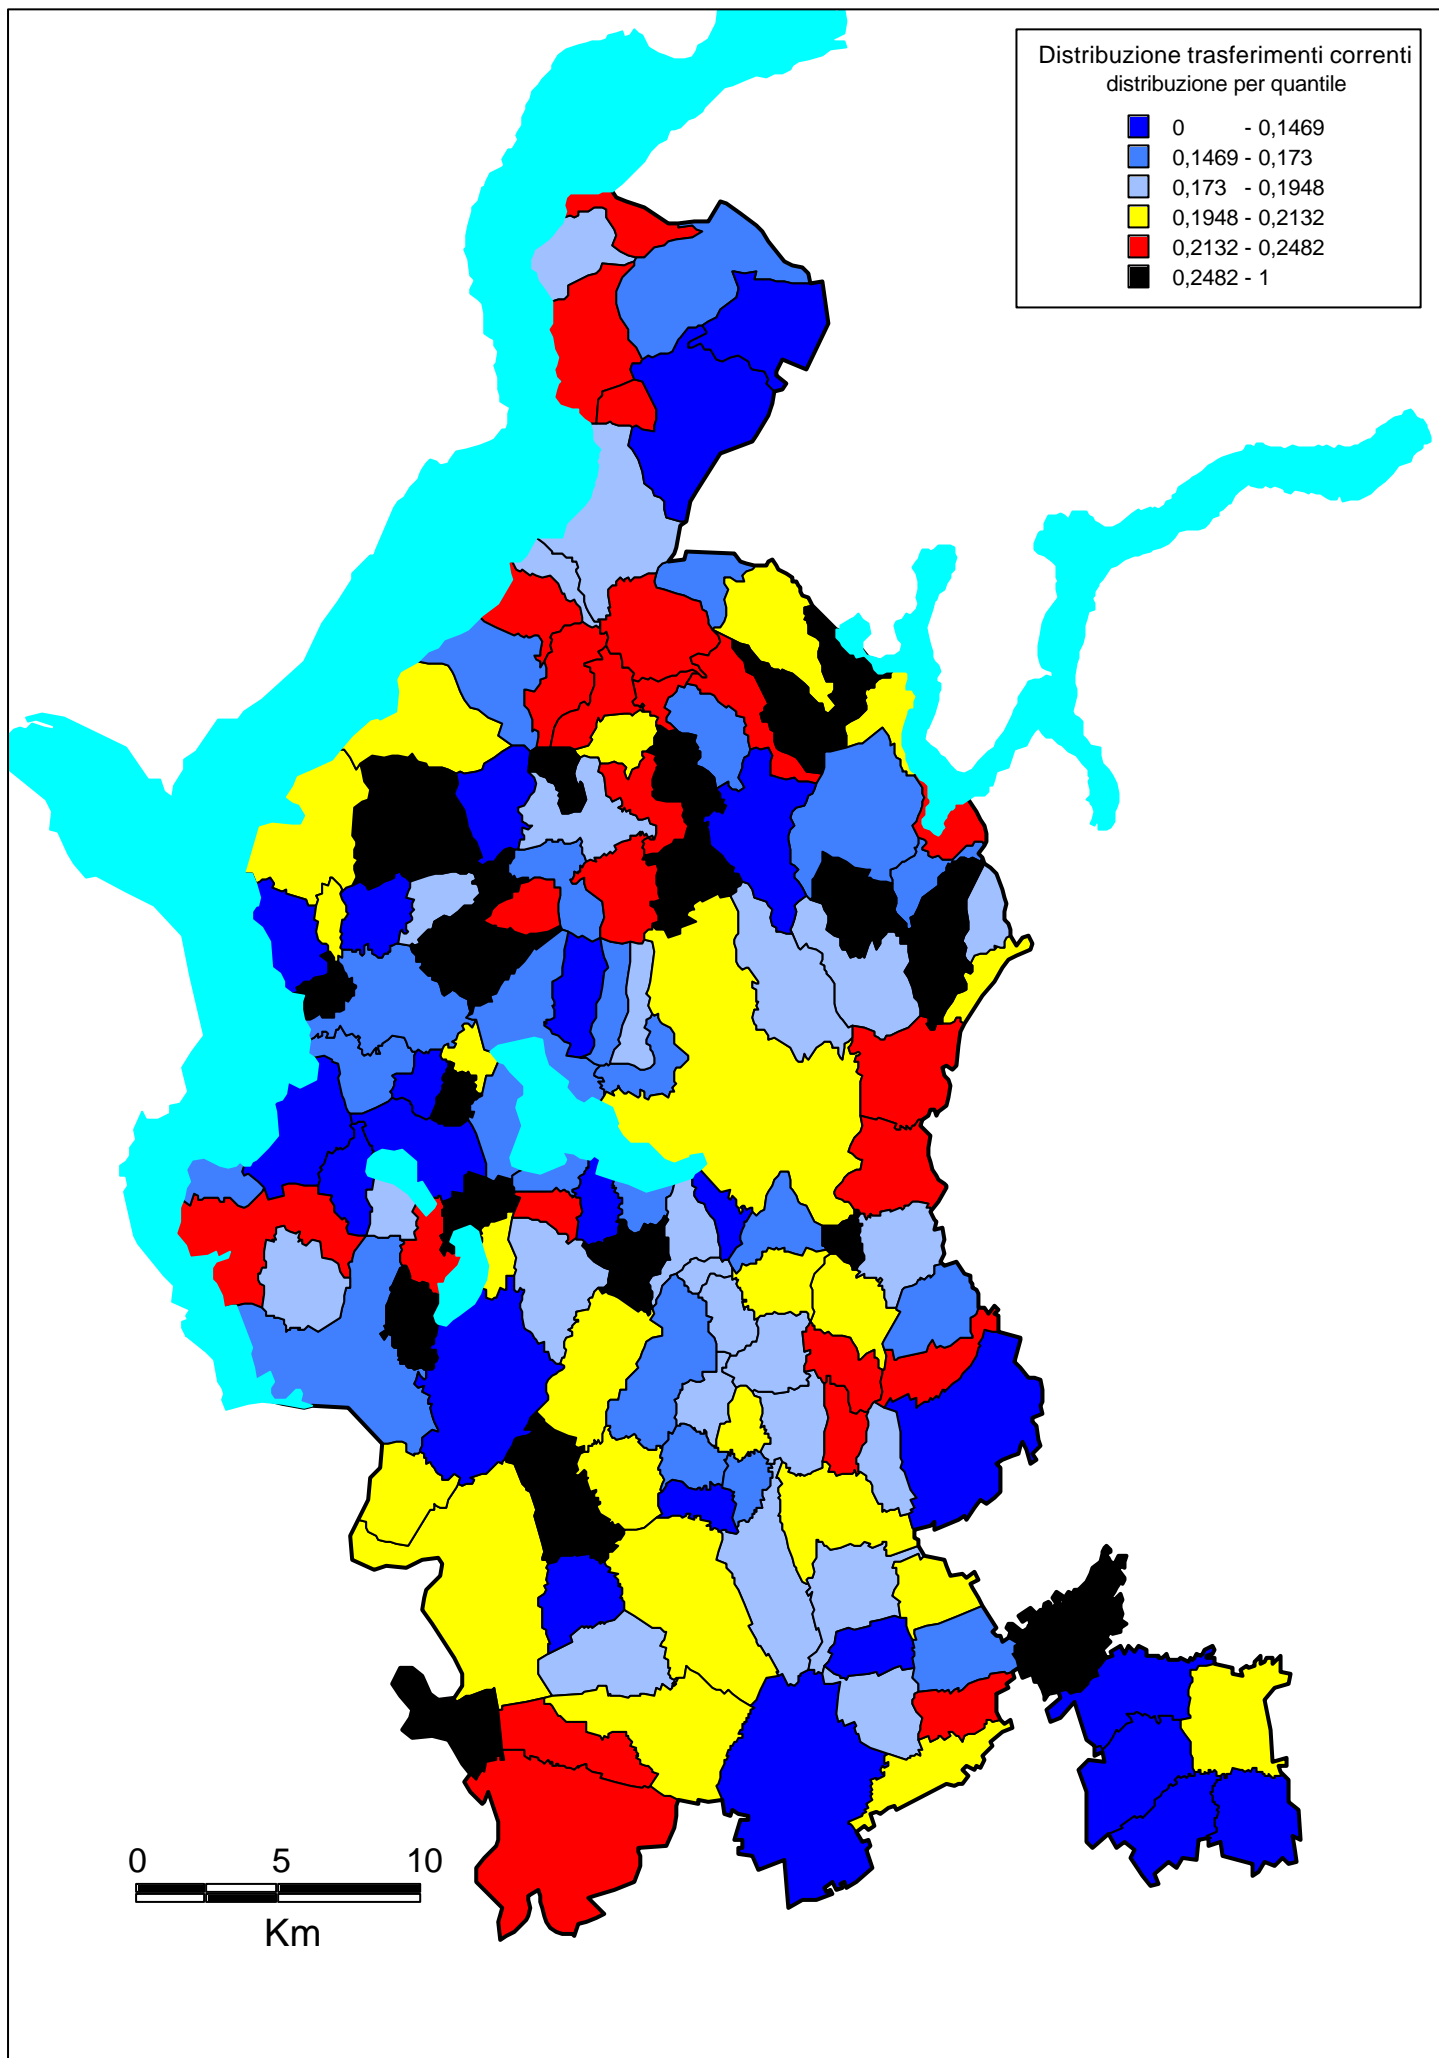 Distribuzione trasferimenti correnti
distribuzione per quantile
0 - 0,1469
0,1469 - 0,173
0,173 - 0,1948
0,1948 - 0,2132
0,2132 - 0,2482
0,2482 - 1
0 5 10
Km